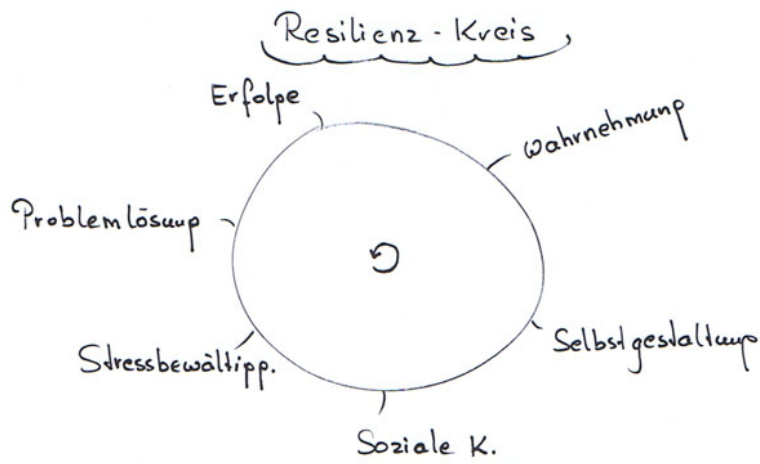 Resilienz-Kreis
Erfolge
Wahrnehmung
Problemlösung
Selbstgestaltung
Stressbewältigg.
Soziale K.